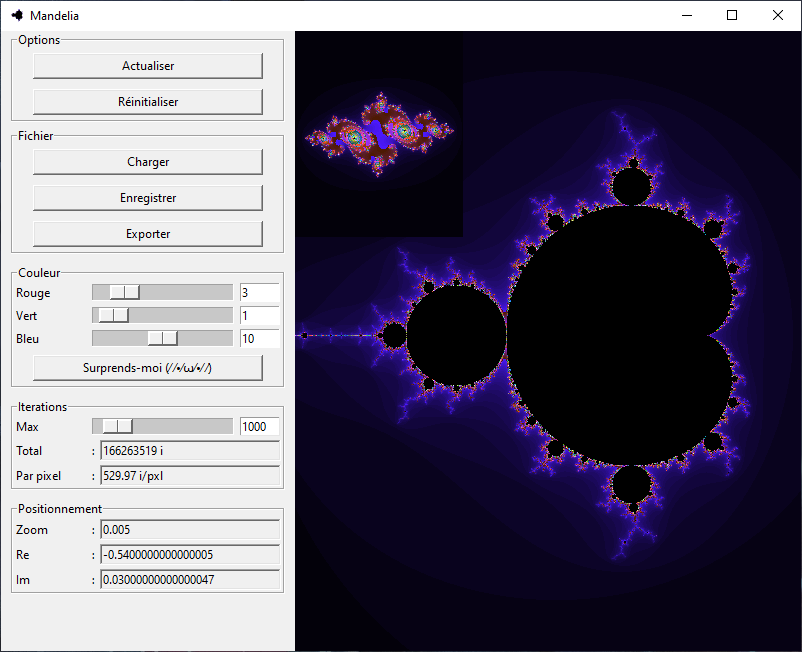 Mandelia
Options
Actualiser
Réinitialiser
Fichier
Charger
Enregistrer
Exporter
Couleur
Rouge 3
Vert 1
Bleu 10
Surprends-moi (//•/ω/•//)
Iterations
Max 1000
Total : 166263519 i
Par pixel : 529.97 i/pxl
Positionnement
Zoom : 0.005
Re : -0.5400000000000005
Im : 0.03000000000000047